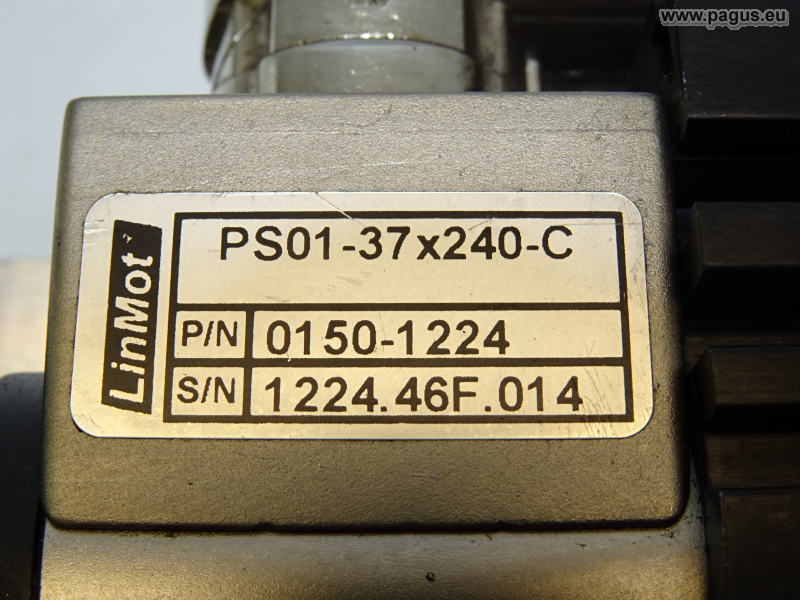 www.pagus.eu
LinMot
PS01-37x240-C
P/N 0150-1224
S/N 1224.46F.014